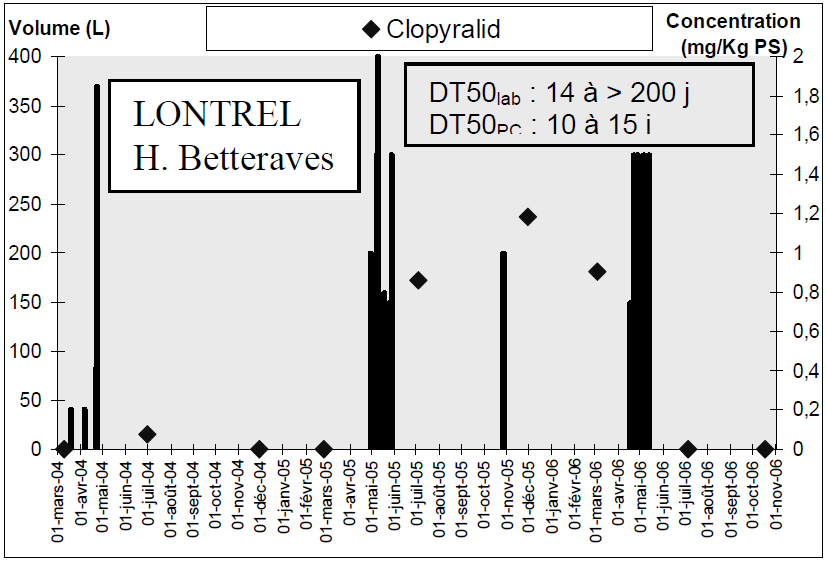 Volume (L)
Clopyralid
Concentration
(mg/Kg PS)
LONTREL
H. Betteraves
DT50lab : 14 à > 200 j
DT50PC : 10 à 15 i
400
350
300
250
200
150
100
50
0
2
1,8
1,6
1,4
1,2
1
0,8
0,6
0,4
0,2
0
01-mars-04
01-avr-04
01-mai-04
01-juin-04
01-juil-04
01-août-04
01-sept-04
01-oct-04
01-nov-04
01-déc-04
01-janv-05
01-févr-05
01-mars-05
01-avr-05
01-mai-05
01-juin-05
01-juil-05
01-août-05
01-sept-05
01-oct-05
01-nov-05
01-déc-05
01-janv-06
01-févr-06
01-mars-06
01-avr-06
01-mai-06
01-juin-06
01-juil-06
01-août-06
01-sept-06
01-oct-06
01-nov-06